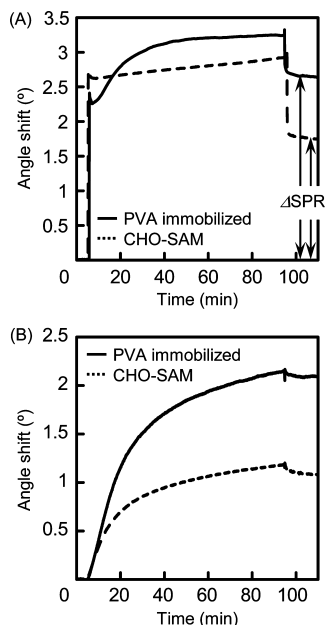 (A)
3.5
3
2.5
2
1.5
1
0.5
Angle shift (º)
ΔSPR
PVA immobilized
CHO-SAM
0 20 40 60 80 100
Time (min)
(B)
2.5
2
1.5
1
0.5
Angle shift (º)
PVA immobilized
CHO-SAM
0 20 40 60 80 100
Time (min)